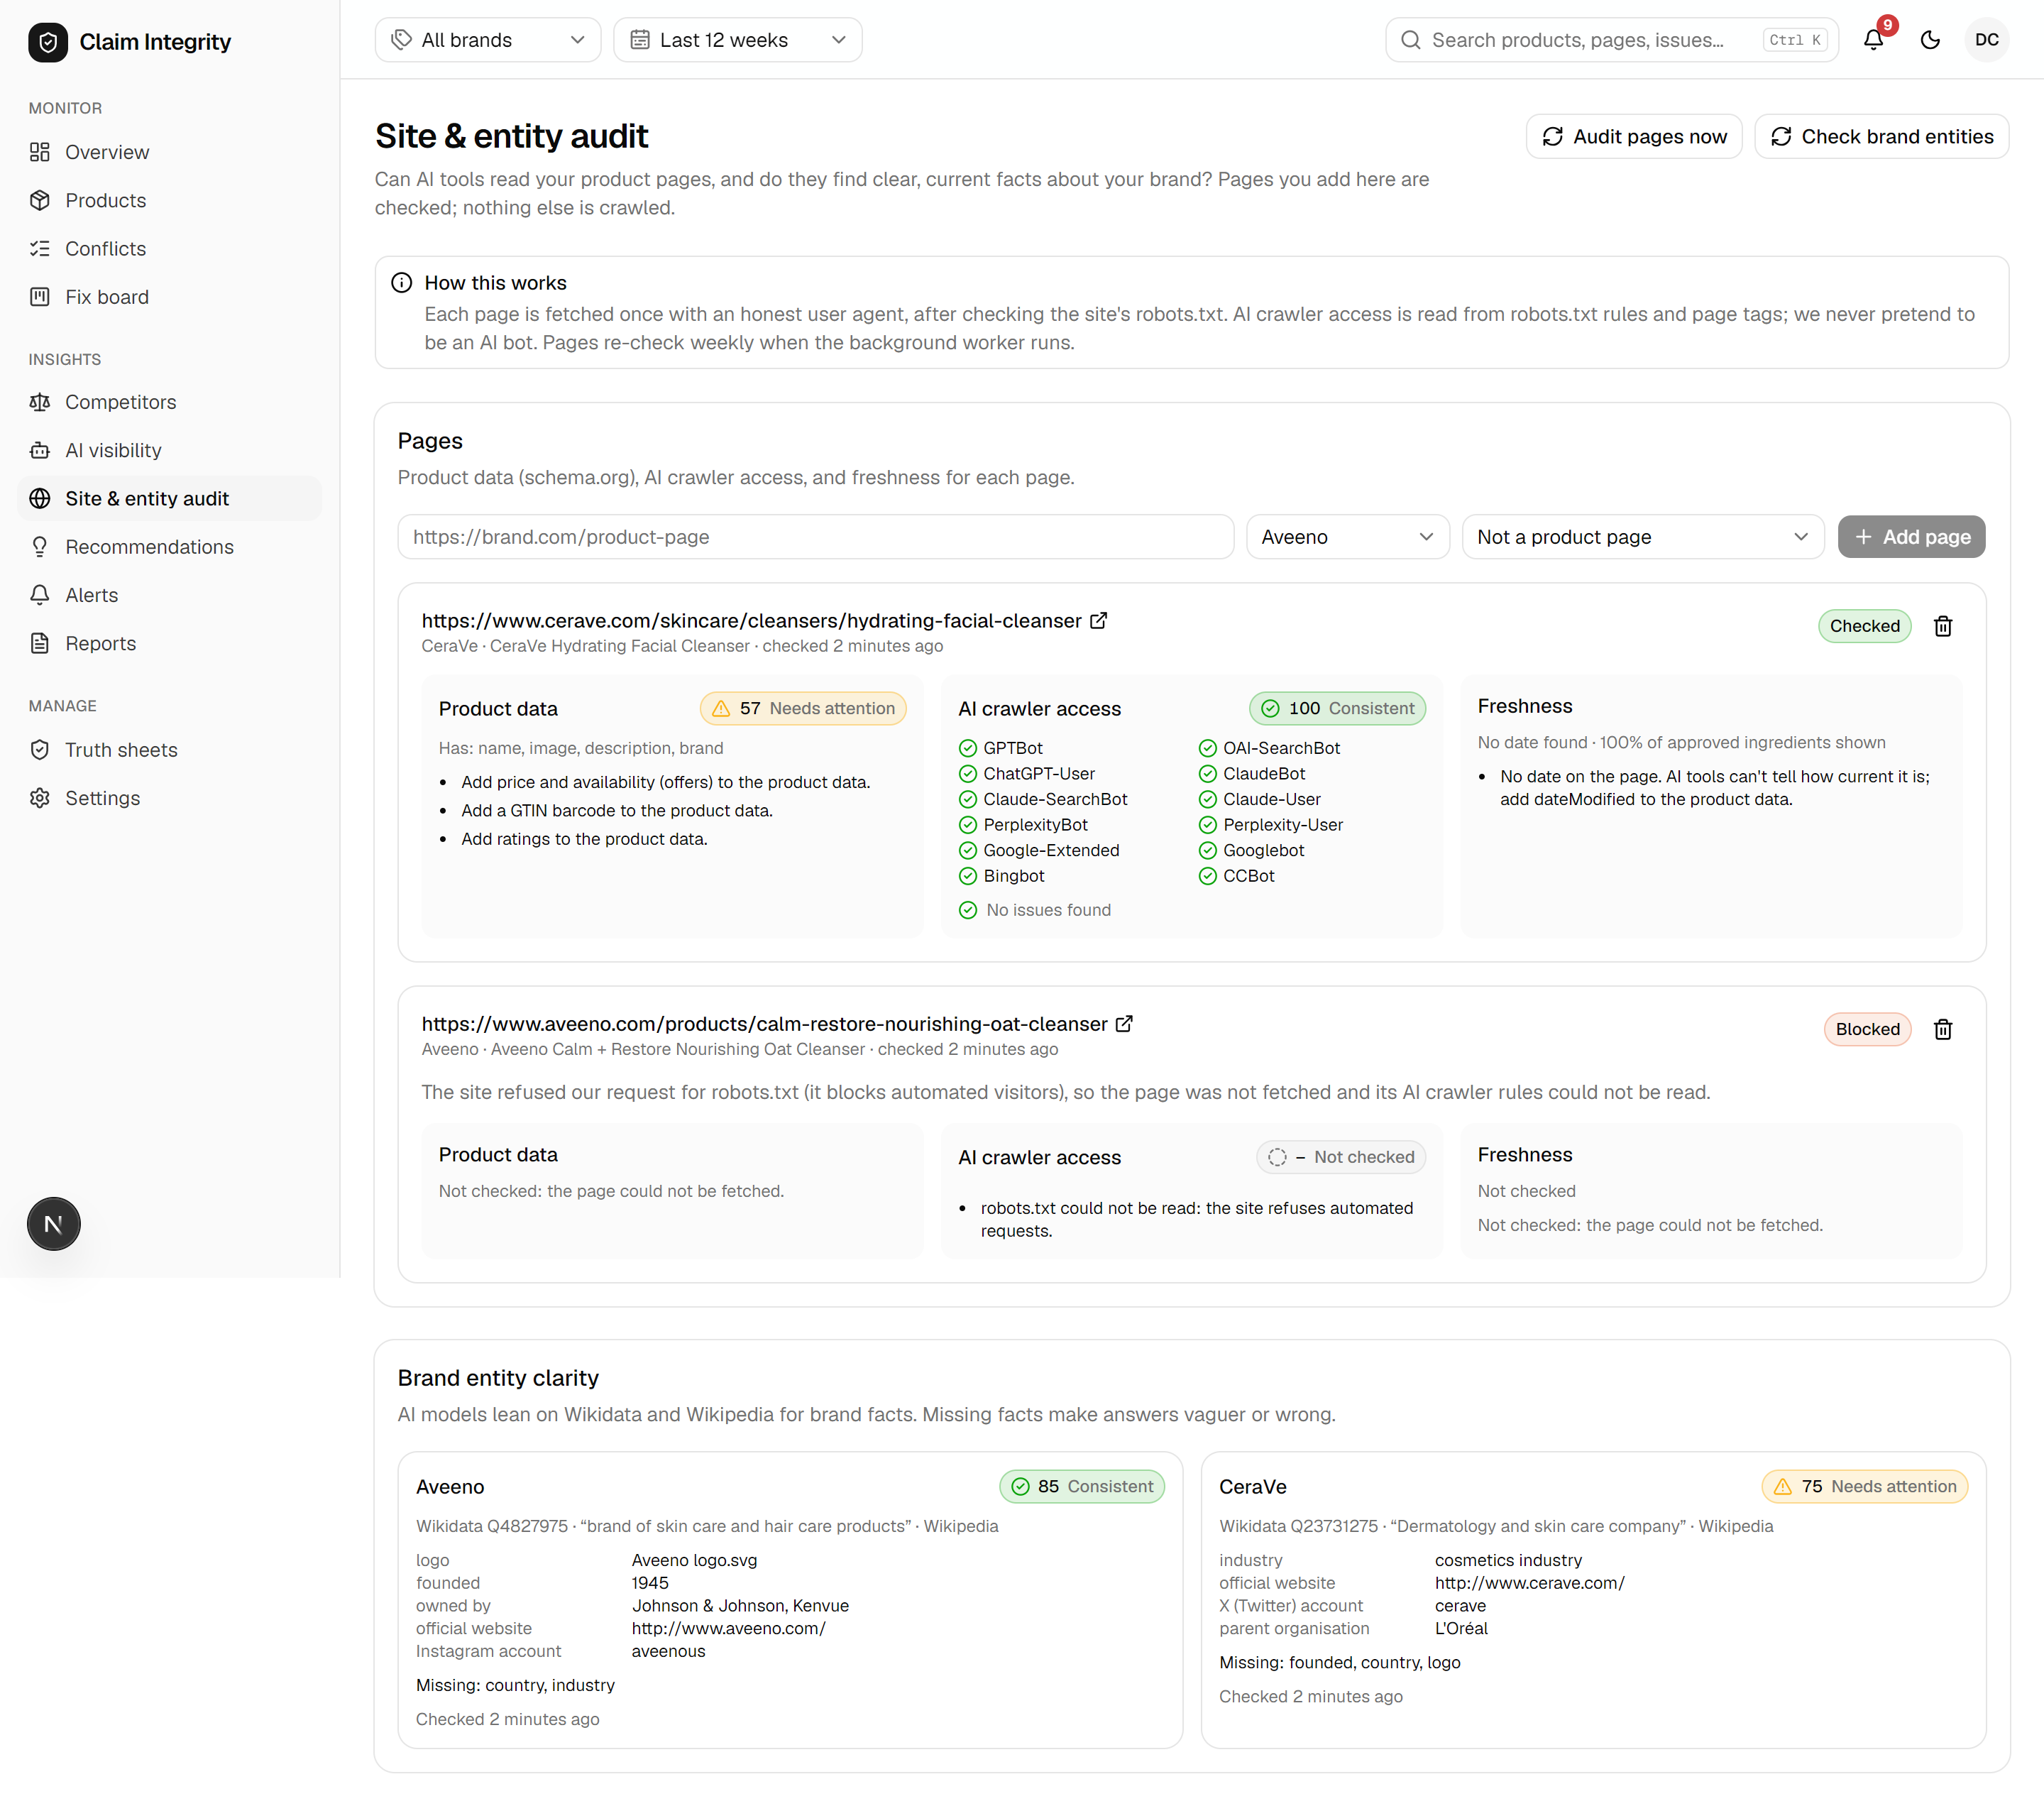 Claim Integrity
All brands
Last 12 weeks
Search products, pages, issues...
Ctrl K
9
DC
MONITOR
Overview
Products
Conflicts
Fix board
INSIGHTS
Competitors
AI visibility
Site & entity audit
Recommendations
Alerts
Reports
MANAGE
Truth sheets
Settings
N
Site & entity audit
Audit pages now
Check brand entities
Can AI tools read your product pages, and do they find clear, current facts about your brand? Pages you add here are
checked; nothing else is crawled.
How this works
Each page is fetched once with an honest user agent, after checking the site's robots.txt. AI crawler access is read from robots.txt rules and page tags; we never pretend to
be an AI bot. Pages re-check weekly when the background worker runs.
Pages
Product data (schema.org), AI crawler access, and freshness for each page.
https://brand.com/product-page
Aveeno
Not a product page
Add page
https://www.cerave.com/skincare/cleansers/hydrating-facial-cleanser
Checked
CeraVe · CeraVe Hydrating Facial Cleanser · checked 2 minutes ago
Product data
57 Needs attention
Has: name, image, description, brand
• Add price and availability (offers) to the product data.
• Add a GTIN barcode to the product data.
• Add ratings to the product data.
AI crawler access
100 Consistent
GPTBot
OAI-SearchBot
ChatGPT-User
ClaudeBot
Claude-SearchBot
Claude-User
PerplexityBot
Perplexity-User
Google-Extended
Googlebot
Bingbot
CCBot
No issues found
Freshness
No date found · 100% of approved ingredients shown
• No date on the page. AI tools can't tell how current it is;
add dateModified to the product data.
https://www.aveeno.com/products/calm-restore-nourishing-oat-cleanser
Blocked
Aveeno · Aveeno Calm + Restore Nourishing Oat Cleanser · checked 2 minutes ago
The site refused our request for robots.txt (it blocks automated visitors), so the page was not fetched and its AI crawler rules could not be read.
Product data
Not checked: the page could not be fetched.
AI crawler access
– Not checked
• robots.txt could not be read: the site refuses automated
requests.
Freshness
Not checked
Not checked: the page could not be fetched.
Brand entity clarity
AI models lean on Wikidata and Wikipedia for brand facts. Missing facts make answers vaguer or wrong.
Aveeno
85 Consistent
Wikidata Q4827975 · “brand of skin care and hair care products” · Wikipedia
logo Aveeno logo.svg
founded 1945
owned by Johnson & Johnson, Kenvue
official website http://www.aveeno.com/
Instagram account aveenous
Missing: country, industry
Checked 2 minutes ago
CeraVe
75 Needs attention
Wikidata Q23731275 · “Dermatology and skin care company” · Wikipedia
industry cosmetics industry
official website http://www.cerave.com/
X (Twitter) account cerave
parent organisation L'Oréal
Missing: founded, country, logo
Checked 2 minutes ago